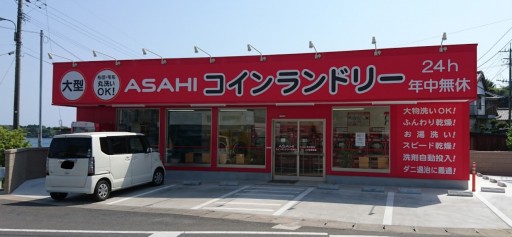 大型
布団・毛布
丸洗い
OK!
ASAHI コインランドリー
24h
年中無休
大物洗いOK!
ふんわり乾燥!
お湯洗い!
スピード乾燥!
洗剤自動投入!
ダニ退治に最適!
ASAHI